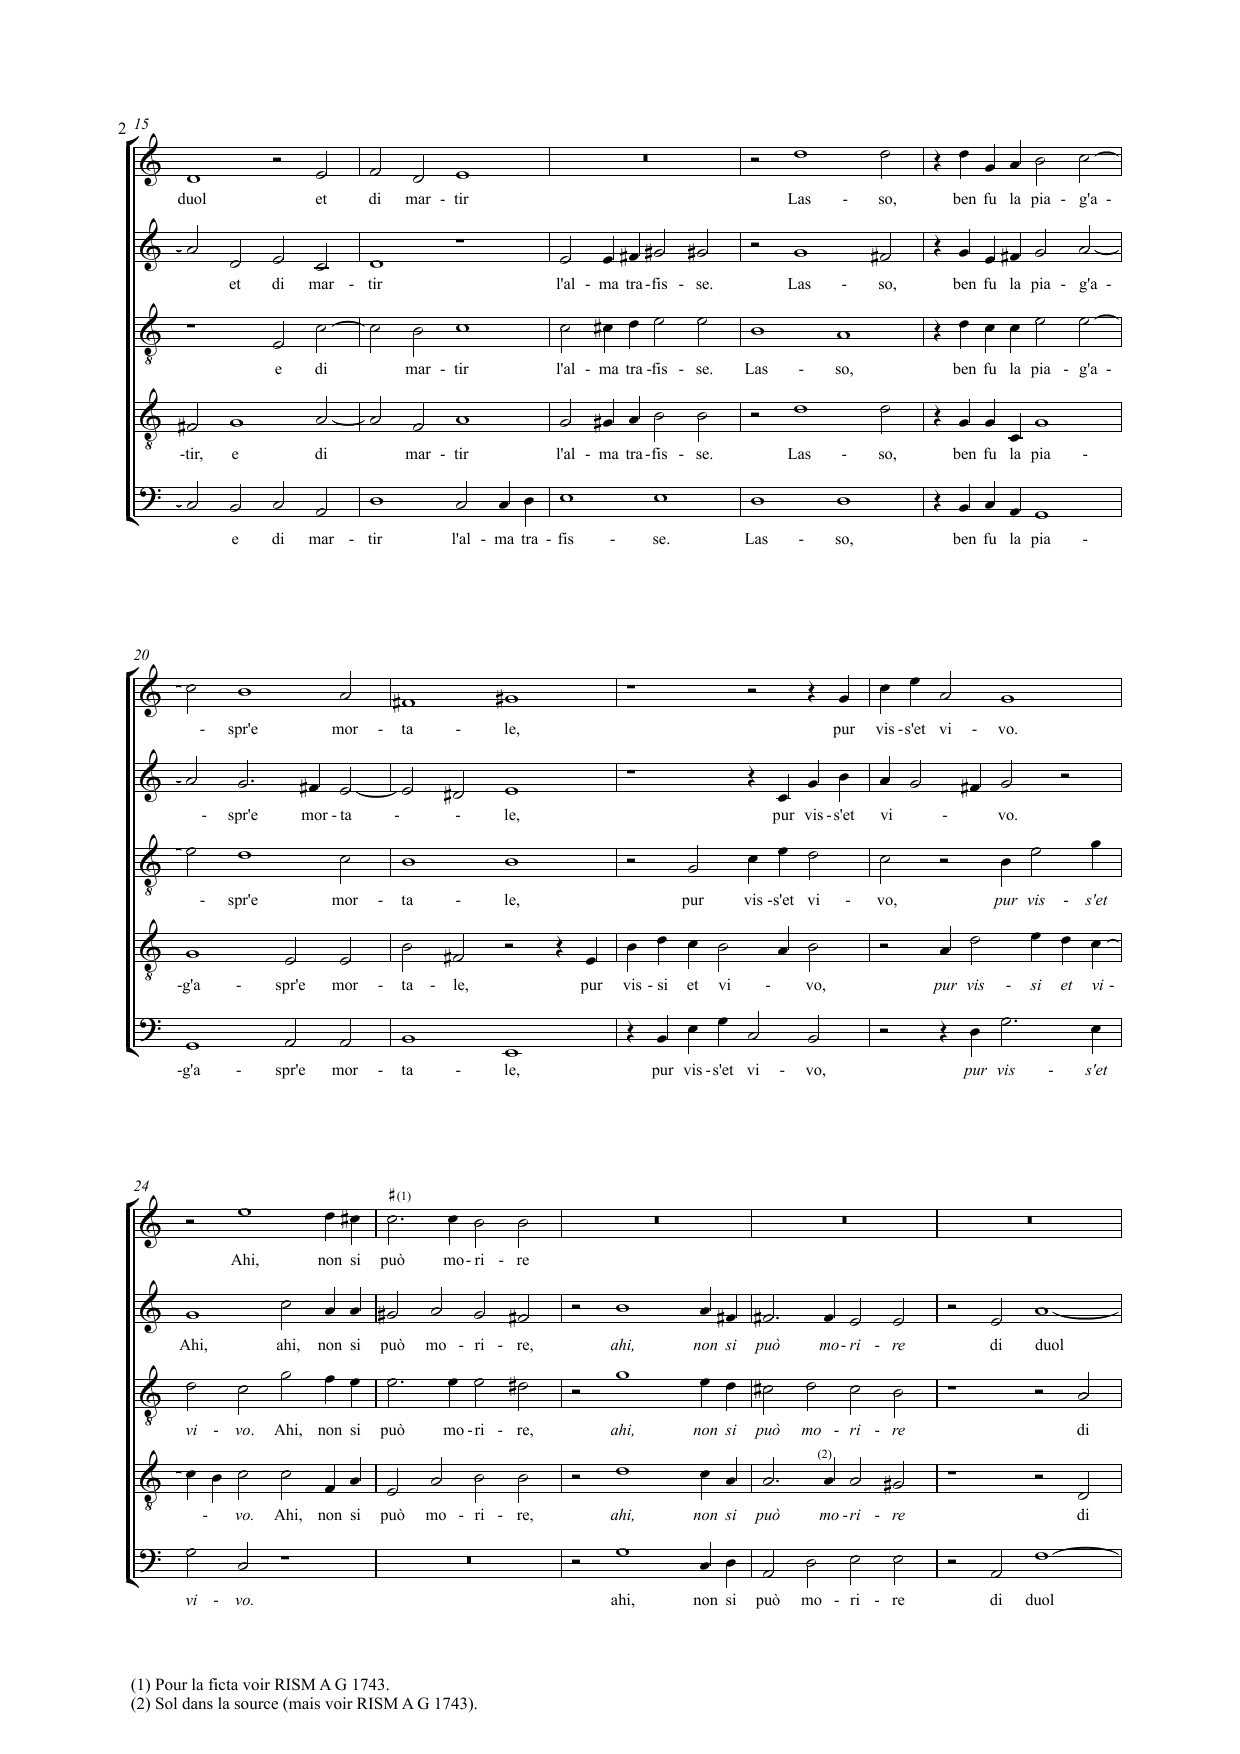 2 15
duol et di mar - tir Las - so, ben fu la pia - g'a -
et di mar - tir l'al - ma tra - fis - se. Las - so, ben fu la pia - g'a -
8
e di mar - tir l'al - ma tra - fis - se. Las - so, ben fu la pia - g'a -
8
-tir, e di mar - tir l'al - ma tra - fis - se. Las - so, ben fu la pia -
e di mar - tir l'al - ma tra - fis - se. Las - so, ben fu la pia -
20
- spr'e mor - ta - le, pur vis - s'et vi - vo.
- spr'e mor - ta - - le, pur vis - s'et vi - vo.
8
- spr'e mor - ta - le, pur vis - s'et vi - vo, pur vis - s'et
8
-g'a - spr'e mor - ta - le, pur vis - si et vi - vo, pur vis - si et vi -
-g'a - spr'e mor - ta - le, pur vis - s'et vi - vo, pur vis - s'et
24
♯(1)
Ahi, non si può mo - ri - re
Ahi, ahi, non si può mo - ri - re, ahi, non si può mo - ri - re di duol
8
vi - vo. Ahi, non si può mo - ri - re, ahi, non si può mo - ri - re di
(2)
8
- vo. Ahi, non si può mo - ri - re, ahi, non si può mo - ri - re di
vi - vo. ahi, non si può mo - ri - re di duol
(1) Pour la ficta voir RISM A G 1743.
(2) Sol dans la source (mais voir RISM A G 1743).